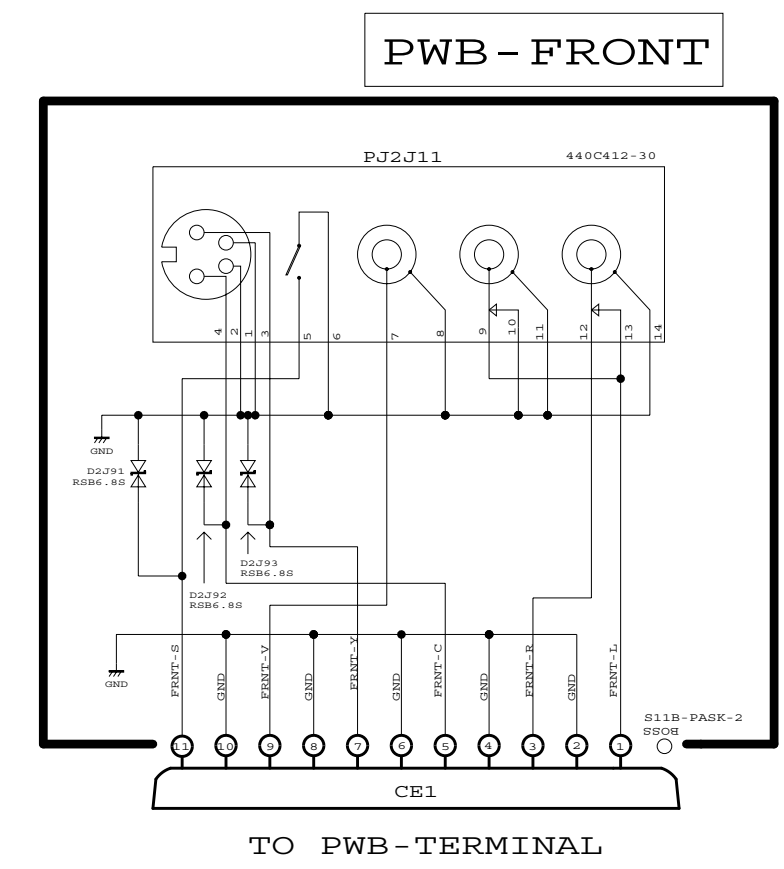 PWB-FRONT
PJ2J11
440C412-30
4 2 1 3 5 6 7 8 9 10 11 12 13 14
GND
D2J91
RSB6.8S
D2J93
RSB6.8S
D2J92
RSB6.8S
GND
FRNT-S
GND
FRNT-V
GND
FRNT-Y
GND
FRNT-C
GND
FRNT-R
GND
FRNT-L
S11B-PASK-2
BOSS
11 10 9 8 7 6 5 4 3 2 1
CE1
TO PWB-TERMINAL